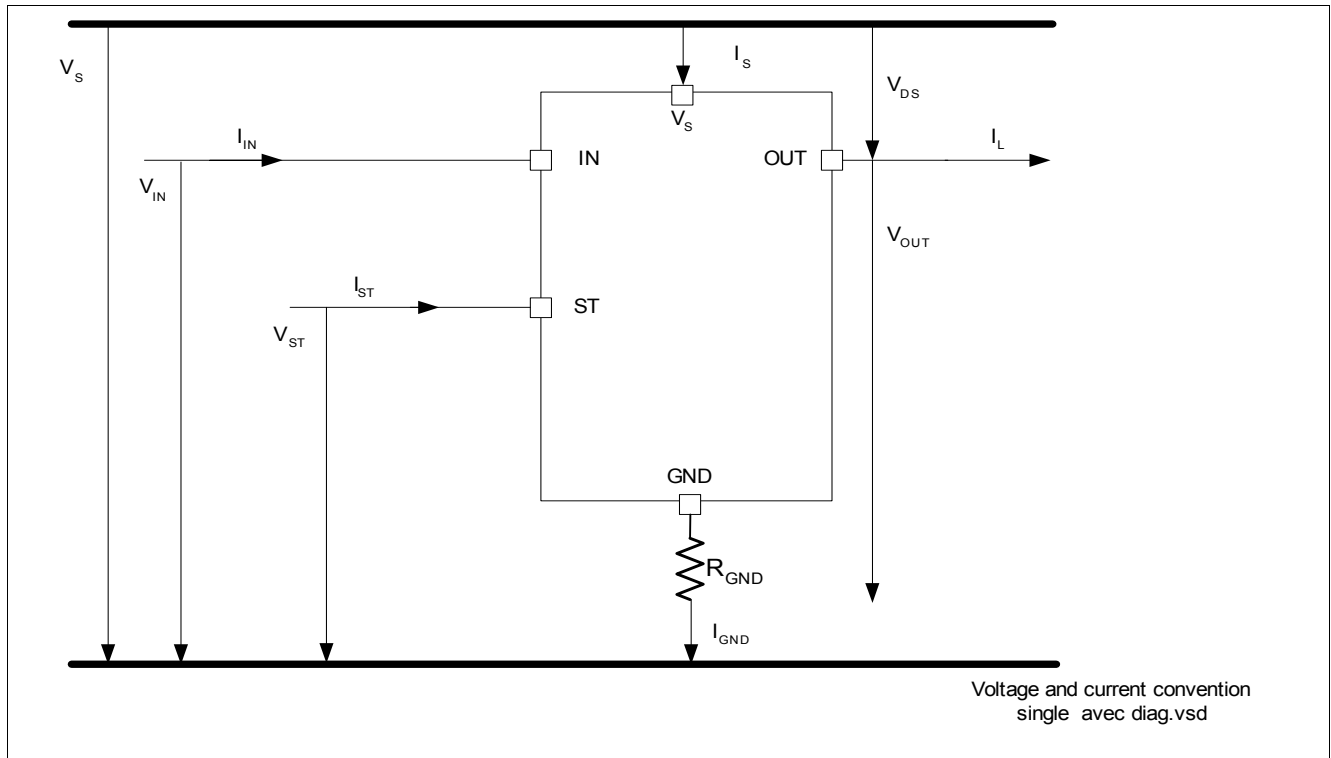 V_S
I_S
V_DS
V_S
I_IN
IN
OUT
I_L
V_IN
V_OUT
I_ST
ST
V_ST
GND
R_GND
I_GND
Voltage and current convention
single avec diag.vsd